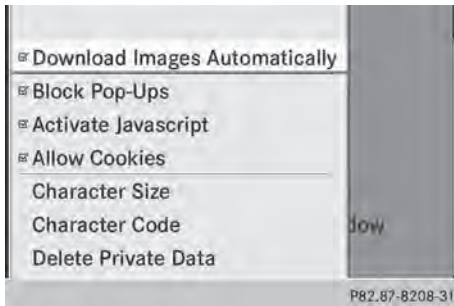 Download Images Automatically
Block Pop-Ups
Activate Javascript
Allow Cookies
Character Size
Character Code
dow
Delete Private Data
P82.87-8208-31